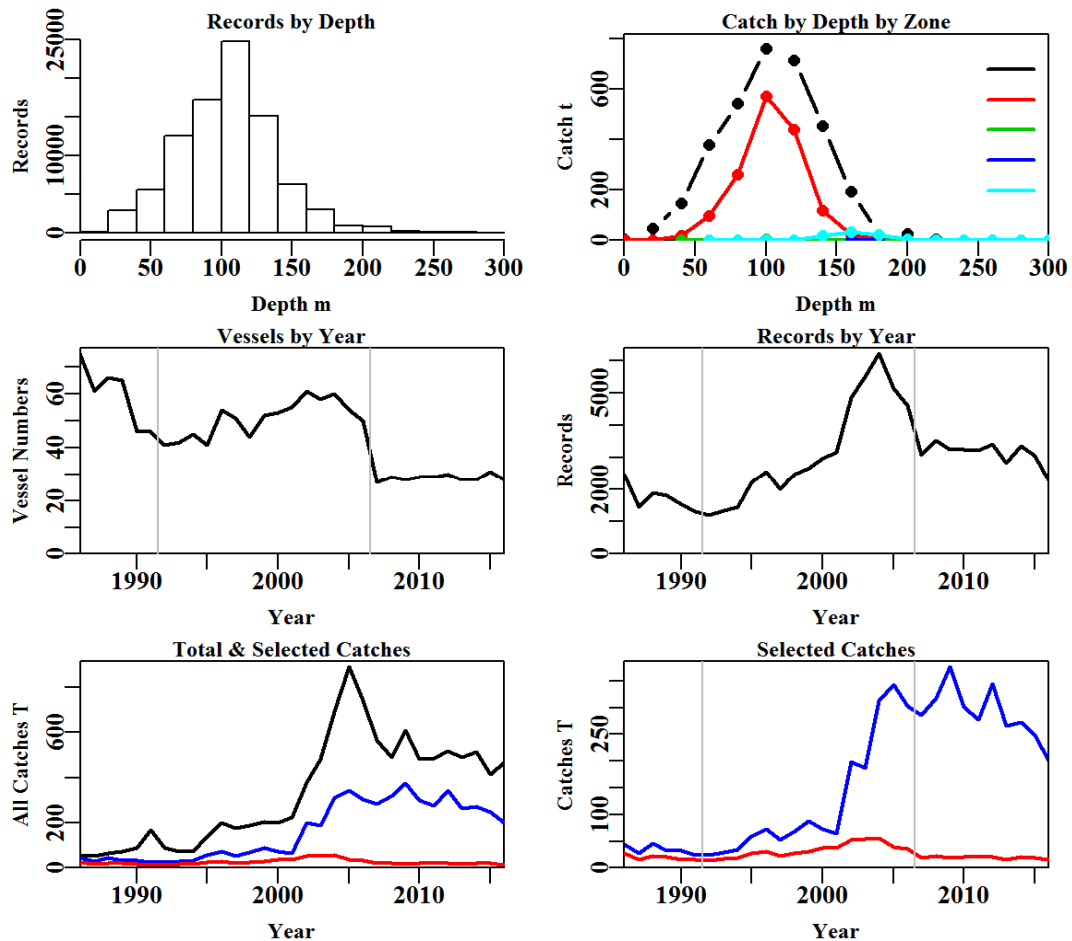 Records by Depth
Records
0
10000
25000
0 50 100 150 200 250 300
Depth m
Catch by Depth by Zone
Catch t
0
200
600
0 50 100 150 200 250 300
Depth m
Vessels by Year
Vessel Numbers
0
20
40
60
1990 2000 2010
Year
Records by Year
Records
0
2000
5000
1990 2000 2010
Year
Total & Selected Catches
All Catches T
0
200
600
1990 2000 2010
Year
Selected Catches
Catches T
0
100
250
1990 2000 2010
Year